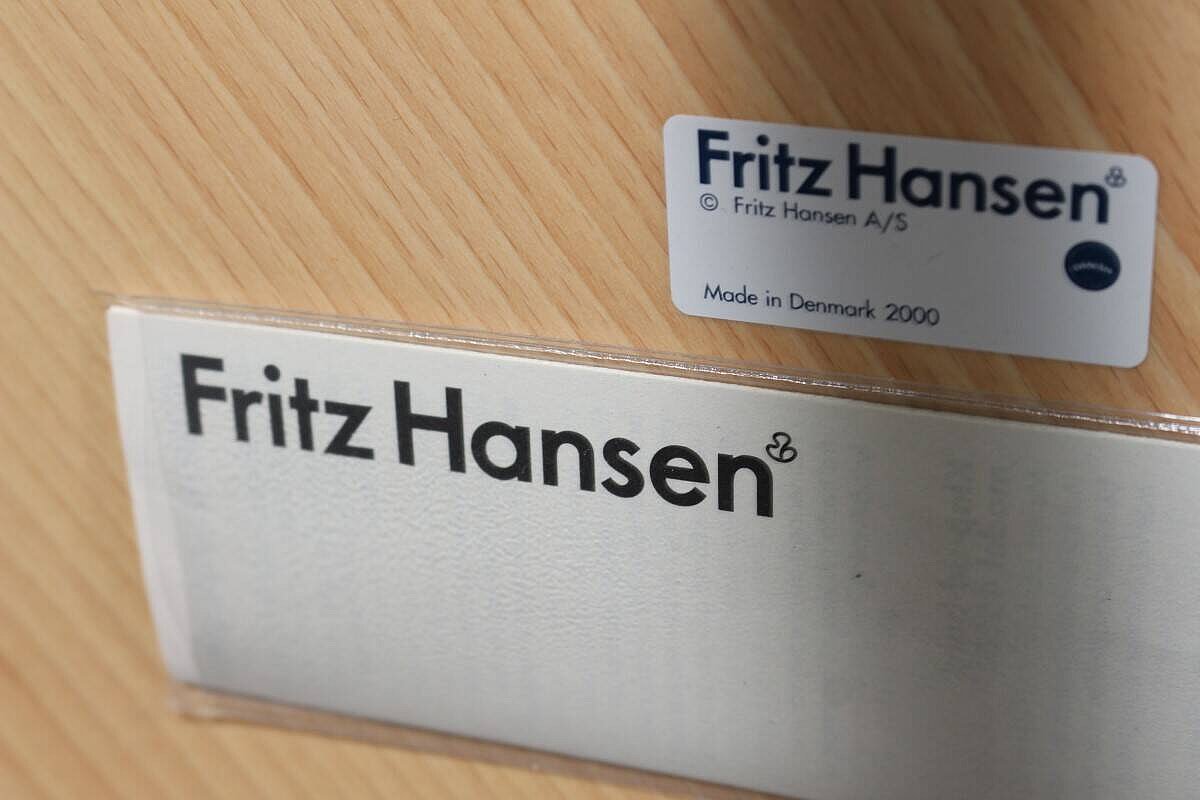 Fritz Hansen
© Fritz Hansen A/S
Made in Denmark 2000
Fritz Hansen